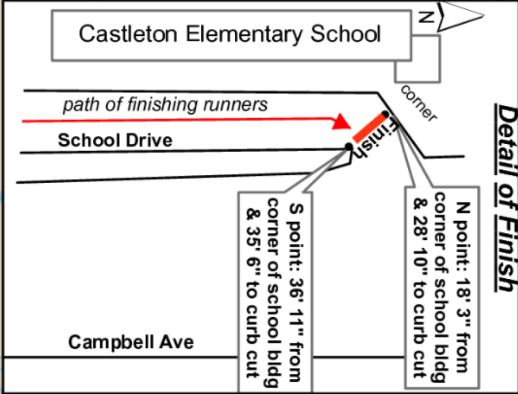 Castleton Elementary School
N
corner
path of finishing runners
School Drive
Finish
Detail of Finish
S point: 36' 11" from
corner of school bldg
& 35' 6" to curb cut
N point: 18' 3" from
corner of school bldg
& 28' 10" to curb cut
Campbell Ave